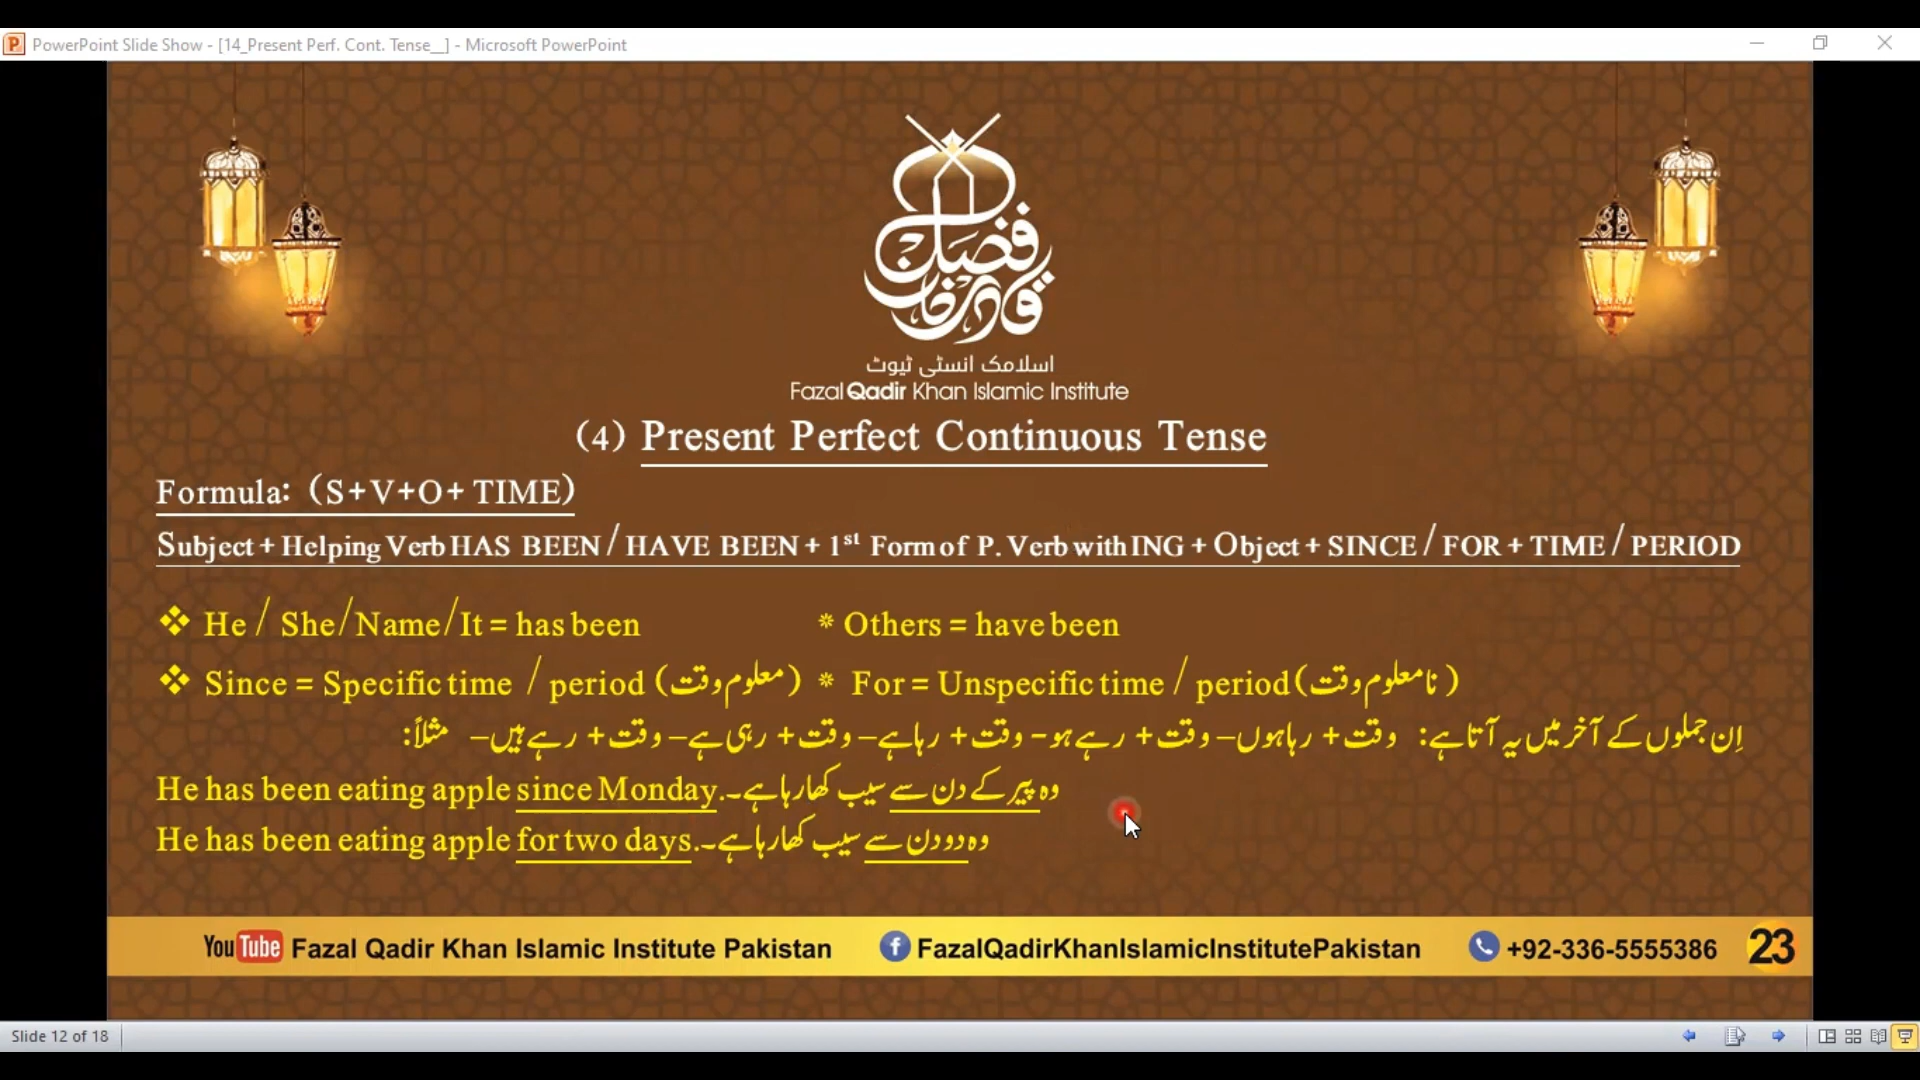 PowerPoint Slide Show - [14_Present Perf. Cont. Tense__] - Microsoft PowerPoint
فضل قادر خان
اسلامک انسٹی ٹیوٹ
Fazal Qadir Khan Islamic Institute
(4) Present Perfect Continuous Tense
Formula: (S+V+O+ TIME)
Subject + Helping Verb HAS BEEN / HAVE BEEN + 1st Form of P. Verb with ING + Object + SINCE / FOR + TIME / PERIOD
❖ He / She/Name/It = has been * Others = have been
❖ Since = Specific time / period (معلوم وقت) * For = Unspecific time / period (نا معلوم وقت)
اِن جملوں کے آخر میں یہ آتا ہے: وقت + رہا ہوں – وقت + رہے ہو - وقت + رہا ہے – وقت + رہی ہے – وقت + رہے ہیں – مثلاً:
He has been eating apple since Monday. وہ پیر کے دن سے سیب کھا رہا ہے۔
He has been eating apple for two days. وہ دو دن سے سیب کھا رہا ہے۔
YouTube Fazal Qadir Khan Islamic Institute Pakistan f FazalQadirKhanIslamicInstitutePakistan +92-336-5555386 23
Slide 12 of 18